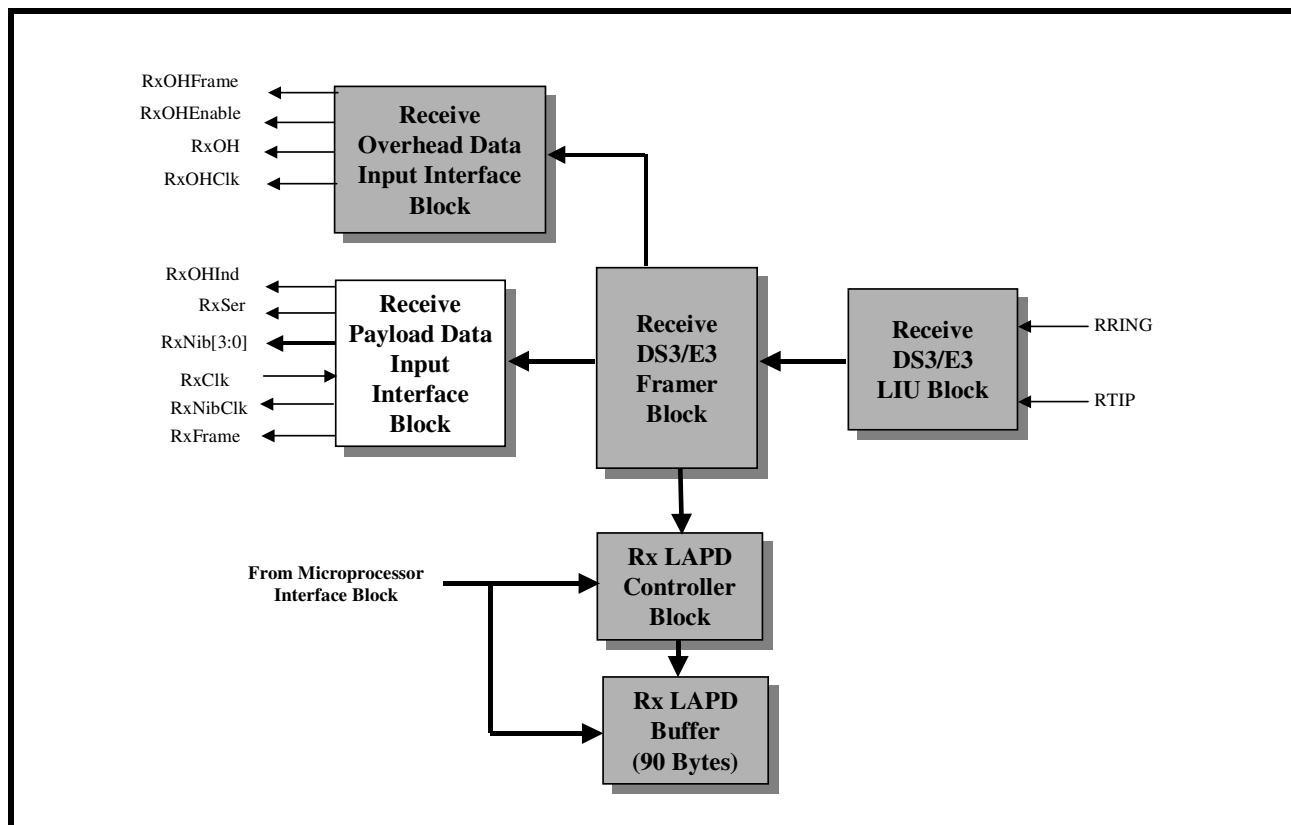 RxOHFrame
RxOHEnable
RxOH
RxOHClk
Receive
Overhead Data
Input Interface
Block
RxOHInd
RxSer
RxNib[3:0]
RxClk
RxNibClk
RxFrame
Receive
Payload Data
Input
Interface
Block
Receive
DS3/E3
Framer
Block
Receive
DS3/E3
LIU Block
RRING
RTIP
From Microprocessor
Interface Block
Rx LAPD
Controller
Block
Rx LAPD
Buffer
(90 Bytes)